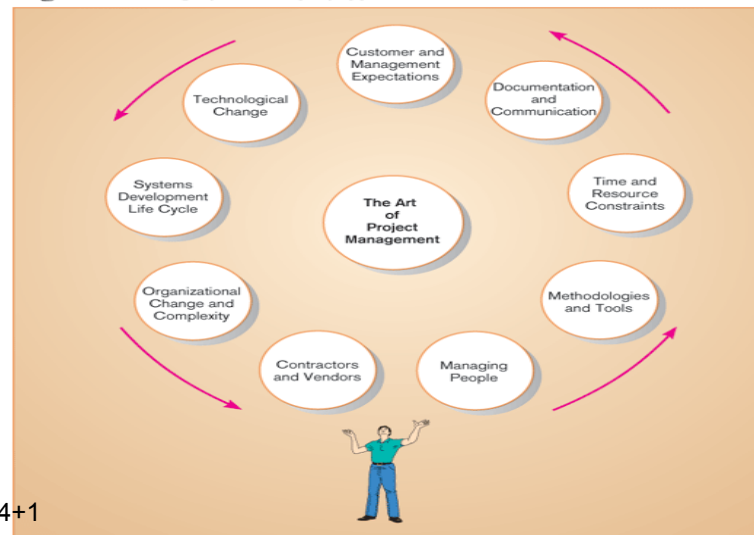 Customer and
Management
Expectations
Documentation
and
Communication
Technological
Change
Time and
Resource
Constraints
Systems
Development
Life Cycle
The Art
of
Project
Management
Methodologies
and Tools
Organizational
Change and
Complexity
Contractors
and Vendors
Managing
People
4+1